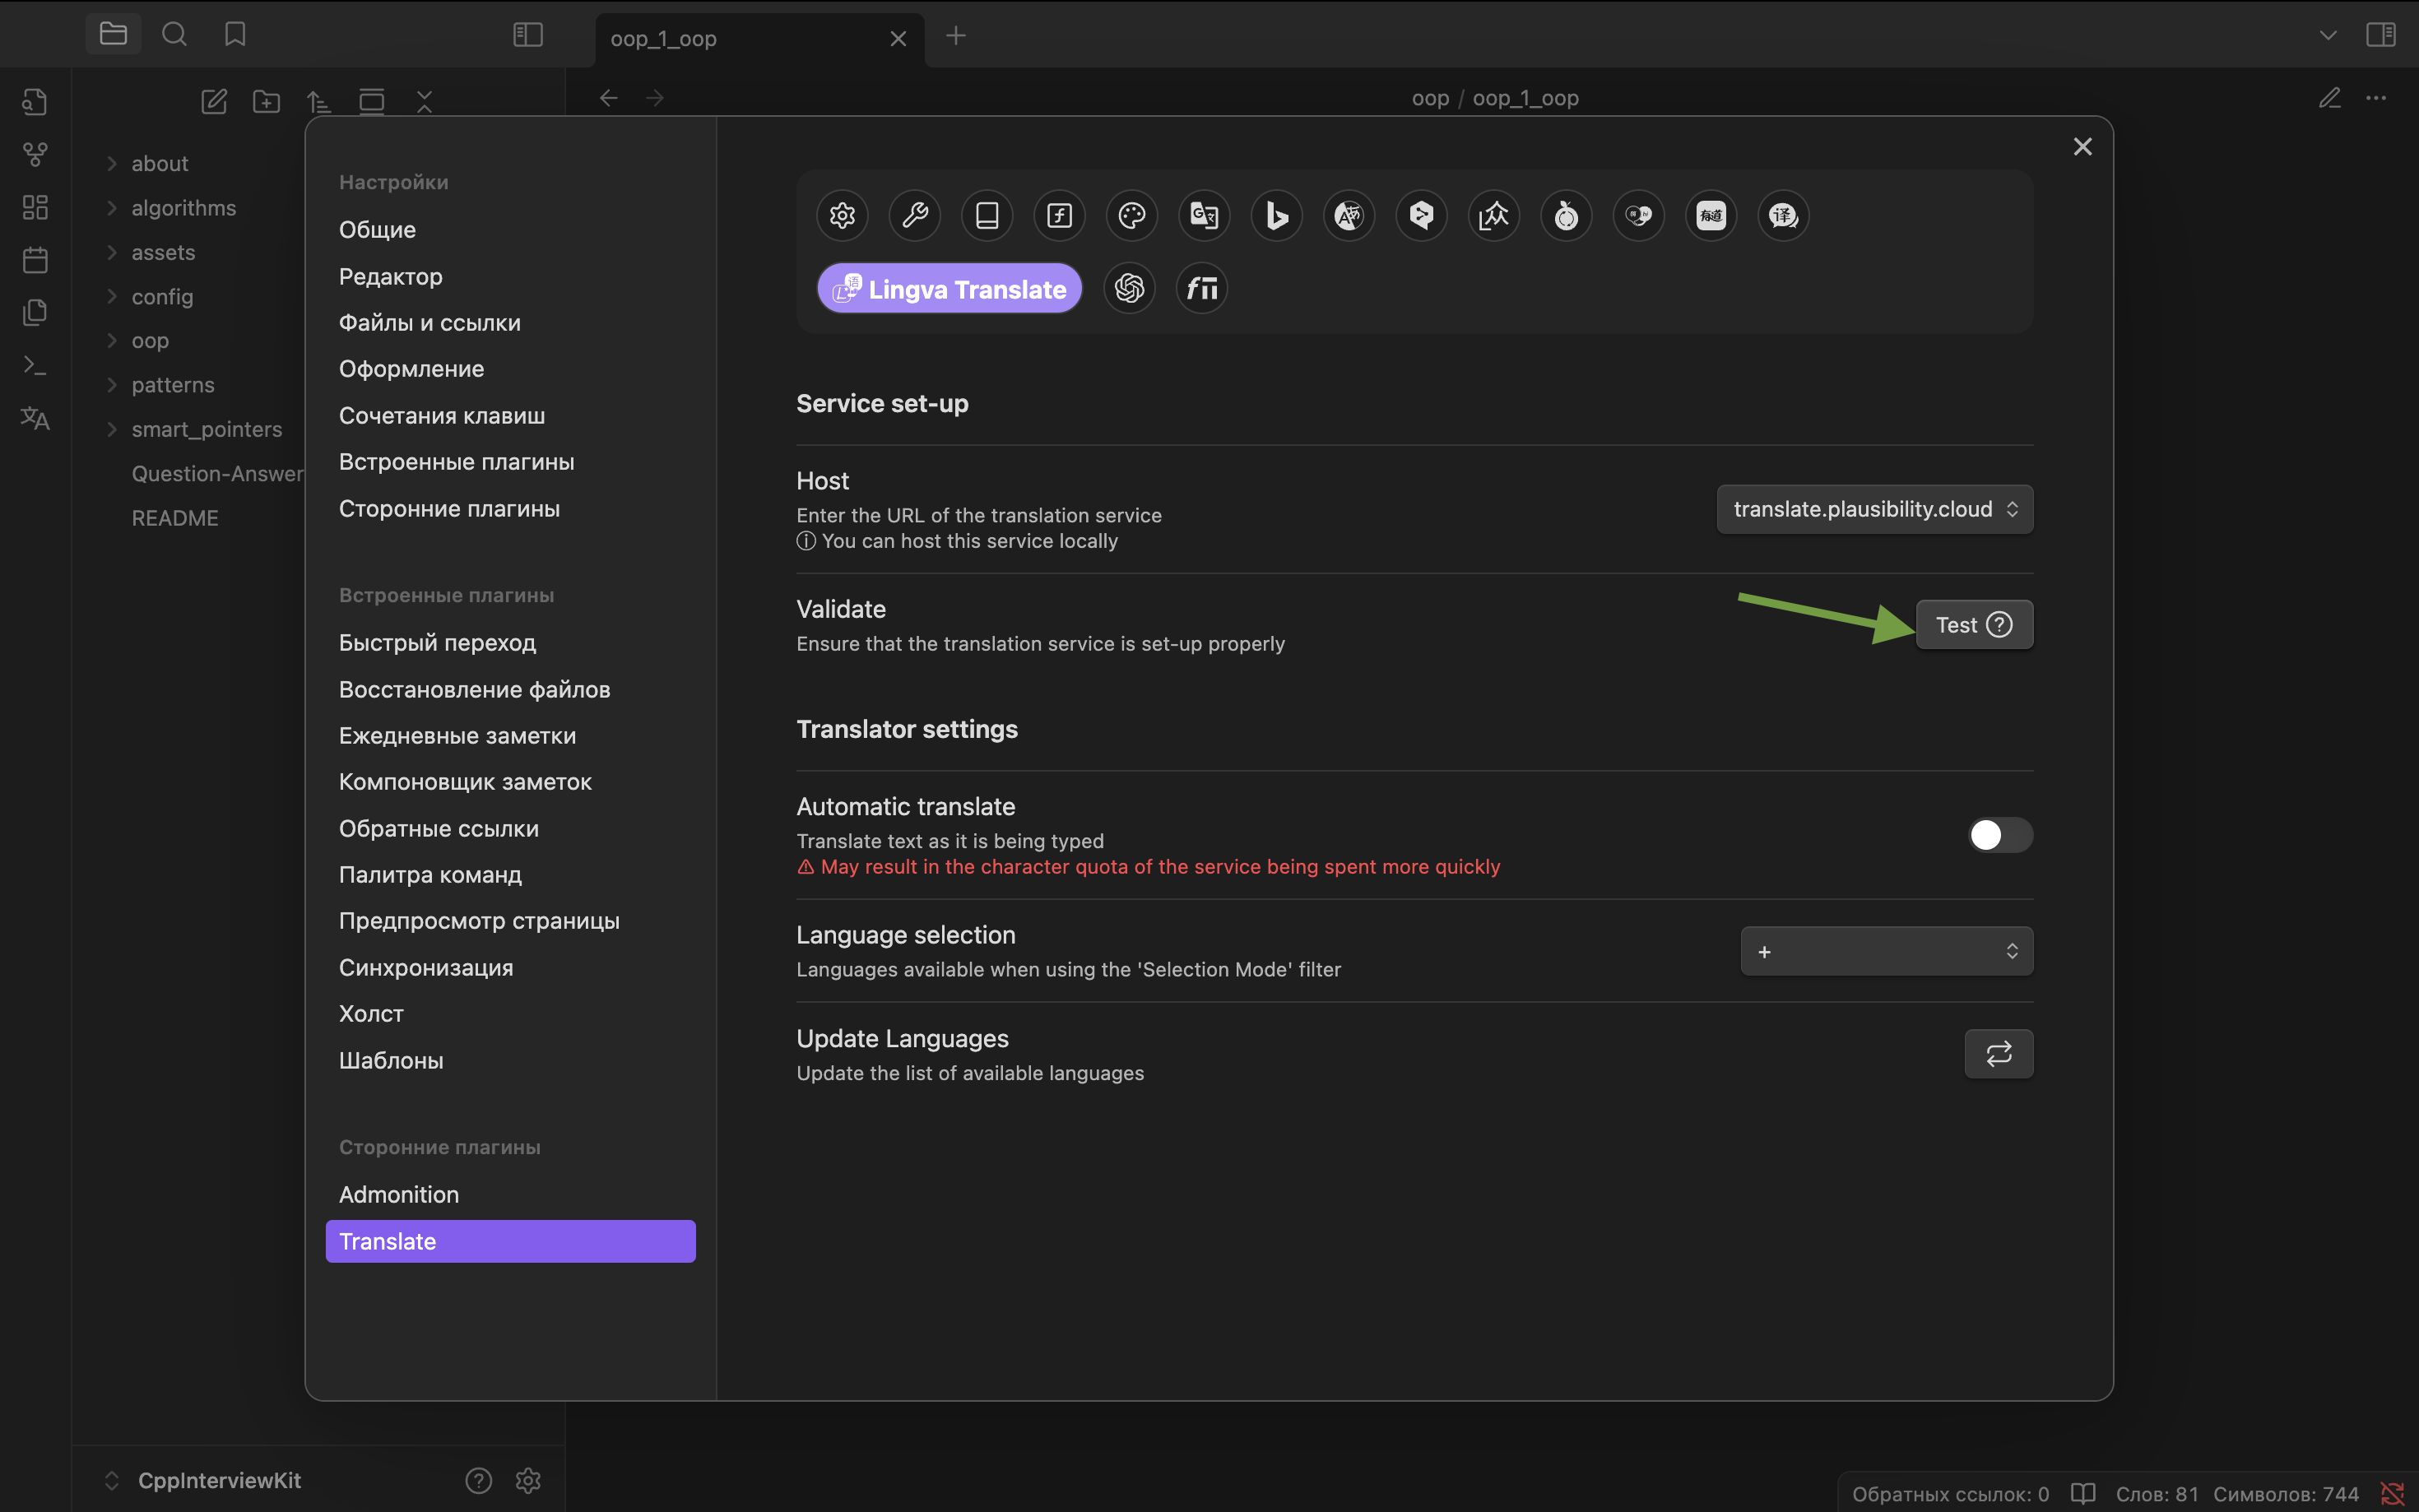 oop_1_oop
oop / oop_1_oop
about
algorithms
assets
config
oop
patterns
smart_pointers
Question-Answer
README
CppInterviewKit
Настройки
Общие
Редактор
Файлы и ссылки
Оформление
Сочетания клавиш
Встроенные плагины
Сторонние плагины
Встроенные плагины
Быстрый переход
Восстановление файлов
Ежедневные заметки
Компоновщик заметок
Обратные ссылки
Палитра команд
Предпросмотр страницы
Синхронизация
Холст
Шаблоны
Сторонние плагины
Admonition
Translate
有道
译
Lingva Translate
Service set-up
Host
Enter the URL of the translation service
You can host this service locally
translate.plausibility.cloud
Validate
Ensure that the translation service is set-up properly
Test
Translator settings
Automatic translate
Translate text as it is being typed
May result in the character quota of the service being spent more quickly
Language selection
Languages available when using the 'Selection Mode' filter
+
Update Languages
Update the list of available languages
Обратных ссылок: 0
Слов: 81
Символов: 744